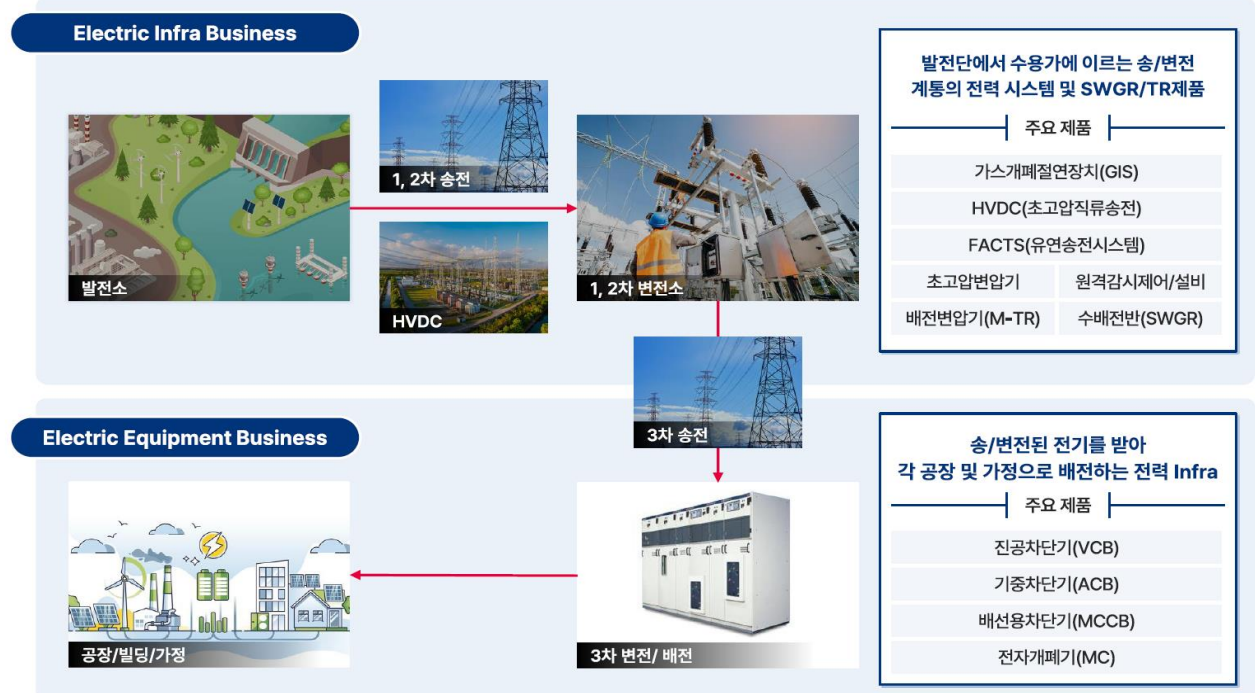 Electric Infra Business
발전소
1, 2차 송전
HVDC
1, 2차 변전소
발전단에서 수용가에 이르는 송/변전
계통의 전력 시스템 및 SWGR/TR제품
주요 제품
가스개폐절연장치(GIS)
HVDC(초고압직류송전)
FACTS(유연송전시스템)
초고압변압기
원격감시제어/설비
배전변압기(M-TR)
수배전반(SWGR)
3차 송전
Electric Equipment Business
공장/빌딩/가정
3차 변전/ 배전
송/변전된 전기를 받아
각 공장 및 가정으로 배전하는 전력 Infra
주요 제품
진공차단기(VCB)
기중차단기(ACB)
배선용차단기(MCCB)
전자개폐기(MC)